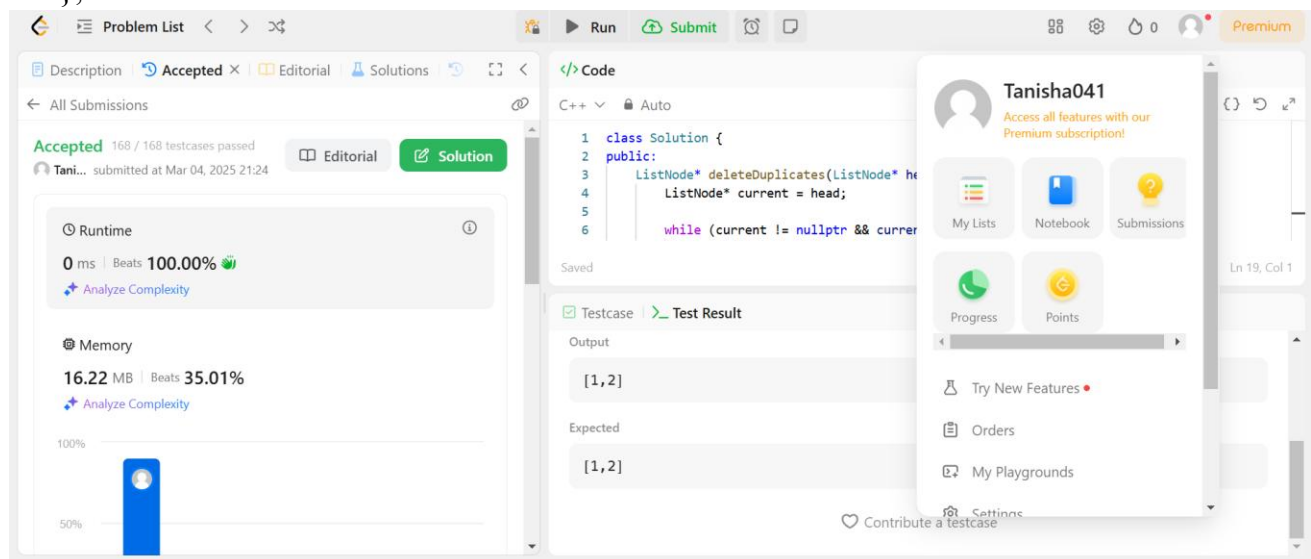 Problem List
Run
Submit
0
Premium
Description
Accepted
Editorial
Solutions
All Submissions
Accepted 168 / 168 testcases passed
Tani... submitted at Mar 04, 2025 21:24
Editorial
Solution
Runtime
0 ms | Beats 100.00%
Analyze Complexity
Memory
16.22 MB | Beats 35.01%
Analyze Complexity
100%
50%
</> Code
C++
Auto
1 class Solution {
2 public:
3 ListNode* deleteDuplicates(ListNode* he
4 ListNode* current = head;
5
6 while (current != nullptr && curren
Saved
Ln 19, Col 1
Testcase
>_ Test Result
Output
[1,2]
Expected
[1,2]
Contribute a testcase
Tanisha041
Access all features with our
Premium subscription!
My Lists
Notebook
Submissions
Progress
Points
Try New Features
Orders
My Playgrounds
Settings